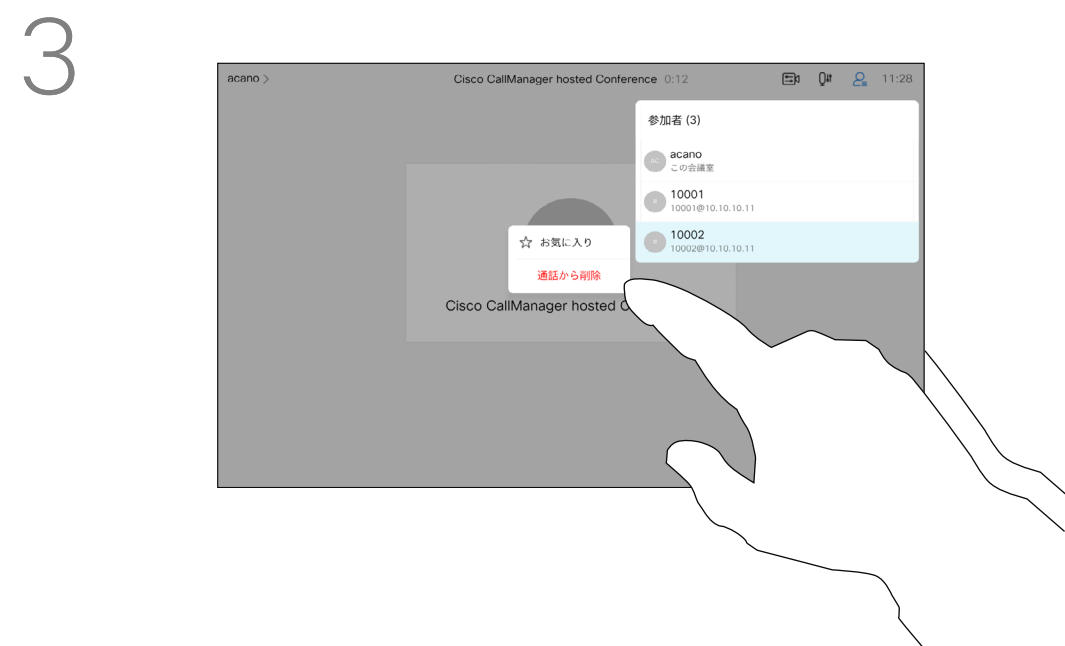 3
acano >
Cisco CallManager hosted Conference 0:12
11:28
参加者 (3)
AC
acano
この会議室
10001
10001@10.10.10.11
10002
10002@10.10.10.11
お気に入り
通話から削除
Cisco CallManager hosted